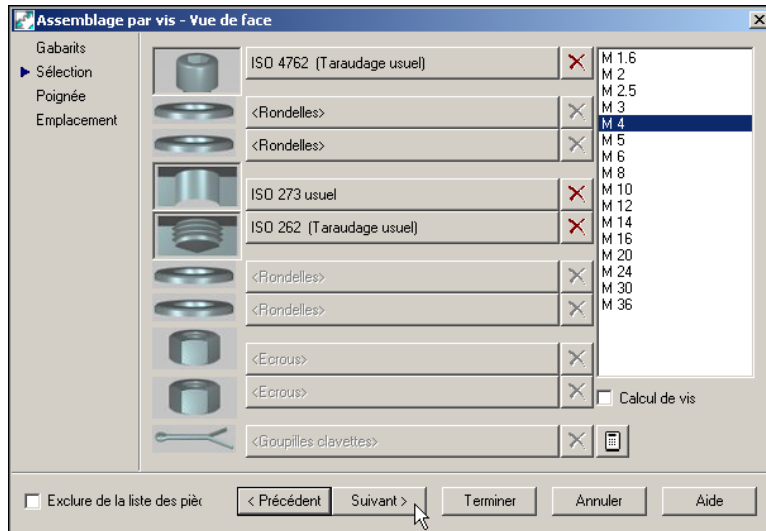 Assemblage par vis - Vue de face
Gabarits
Sélection
Poignée
Emplacement
ISO 4762 (Taraudage usuel)
<Rondelles>
<Rondelles>
ISO 273 usuel
ISO 262 (Taraudage usuel)
<Rondelles>
<Rondelles>
<Ecrous>
<Ecrous>
<Goupilles clavettes>
M 1.6
M 2
M 2.5
M 3
M 4
M 5
M 6
M 8
M 10
M 12
M 14
M 16
M 20
M 24
M 30
M 36
Calcul de vis
Exclure de la liste des pièc
< Précédent
Suivant >
Terminer
Annuler
Aide